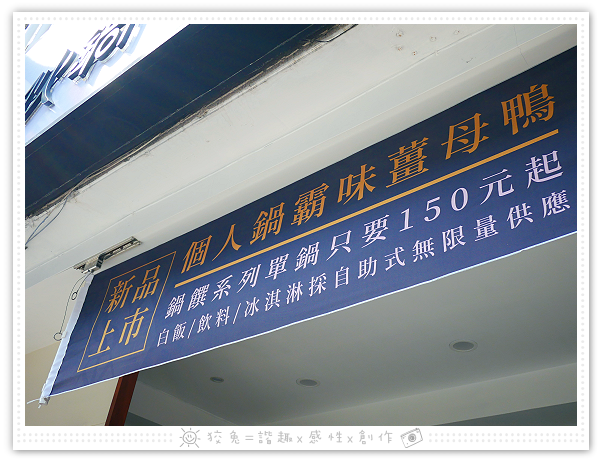 新品上市
個人鍋霸味薑母鴨
鍋饌系列單鍋只要150元起
白飯/飲料/冰淇淋採自助式無限量供應
狡兔=諧趣x感性x創作